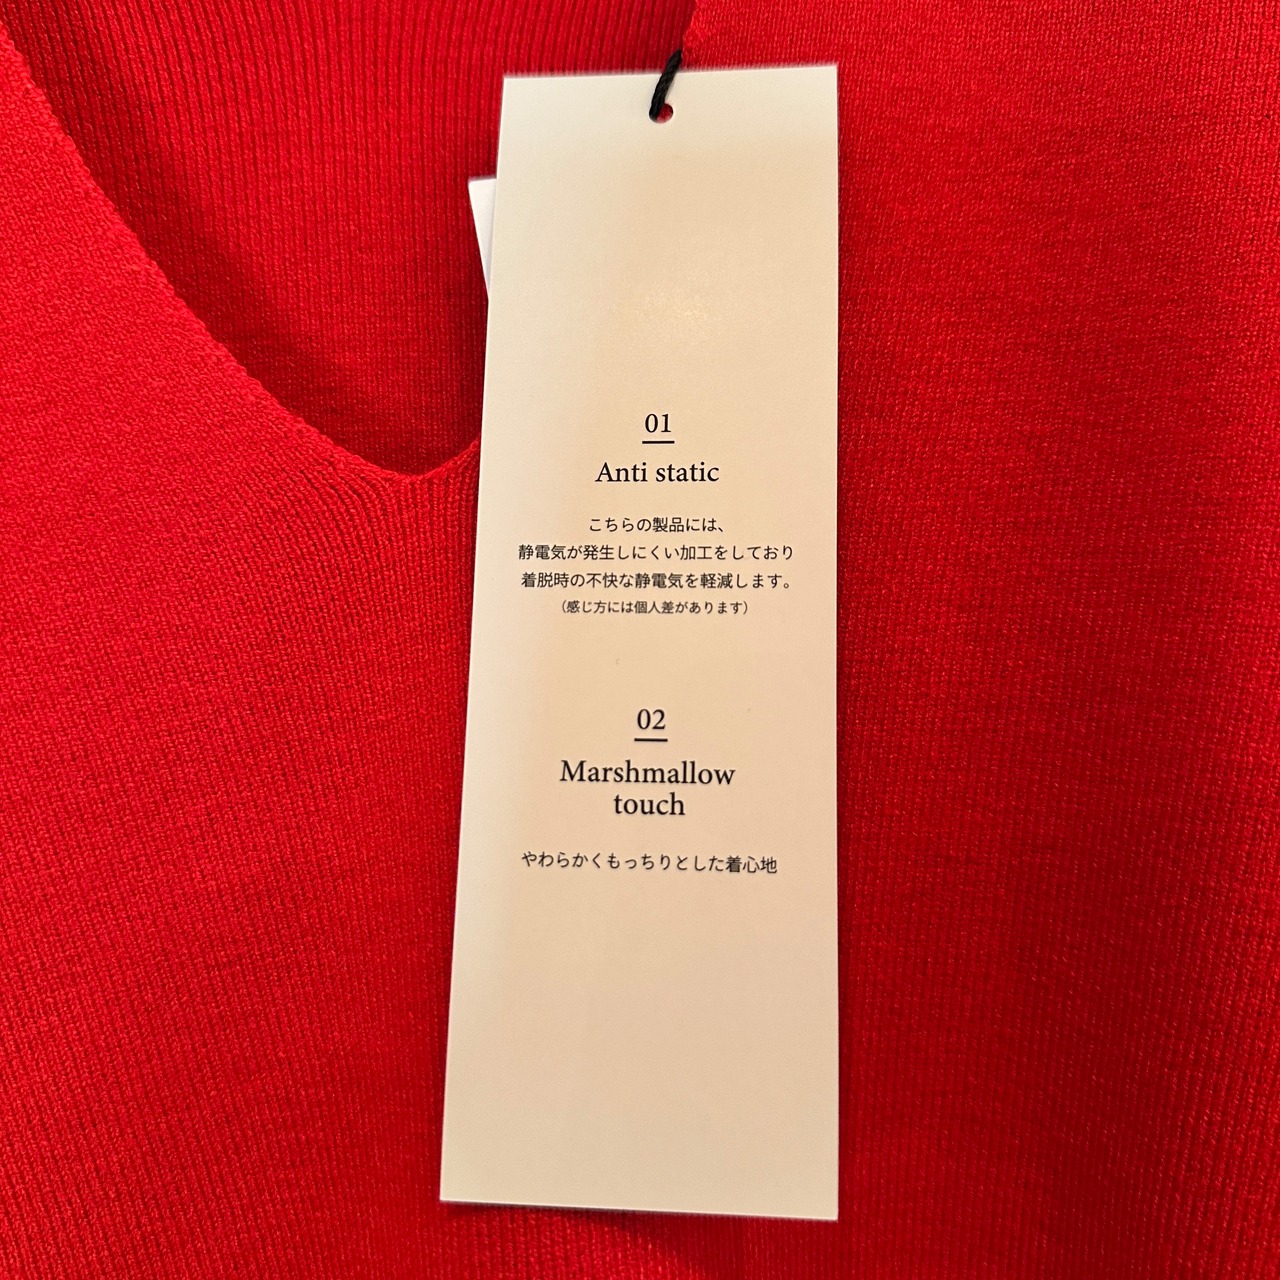 01
Anti static
こちらの製品には、
静電気が発生しにくい加工をしており
着脱時の不快な静電気を軽減します。
（感じ方には個人差があります）
02
Marshmallow
touch
やわらかくもっちりとした着心地